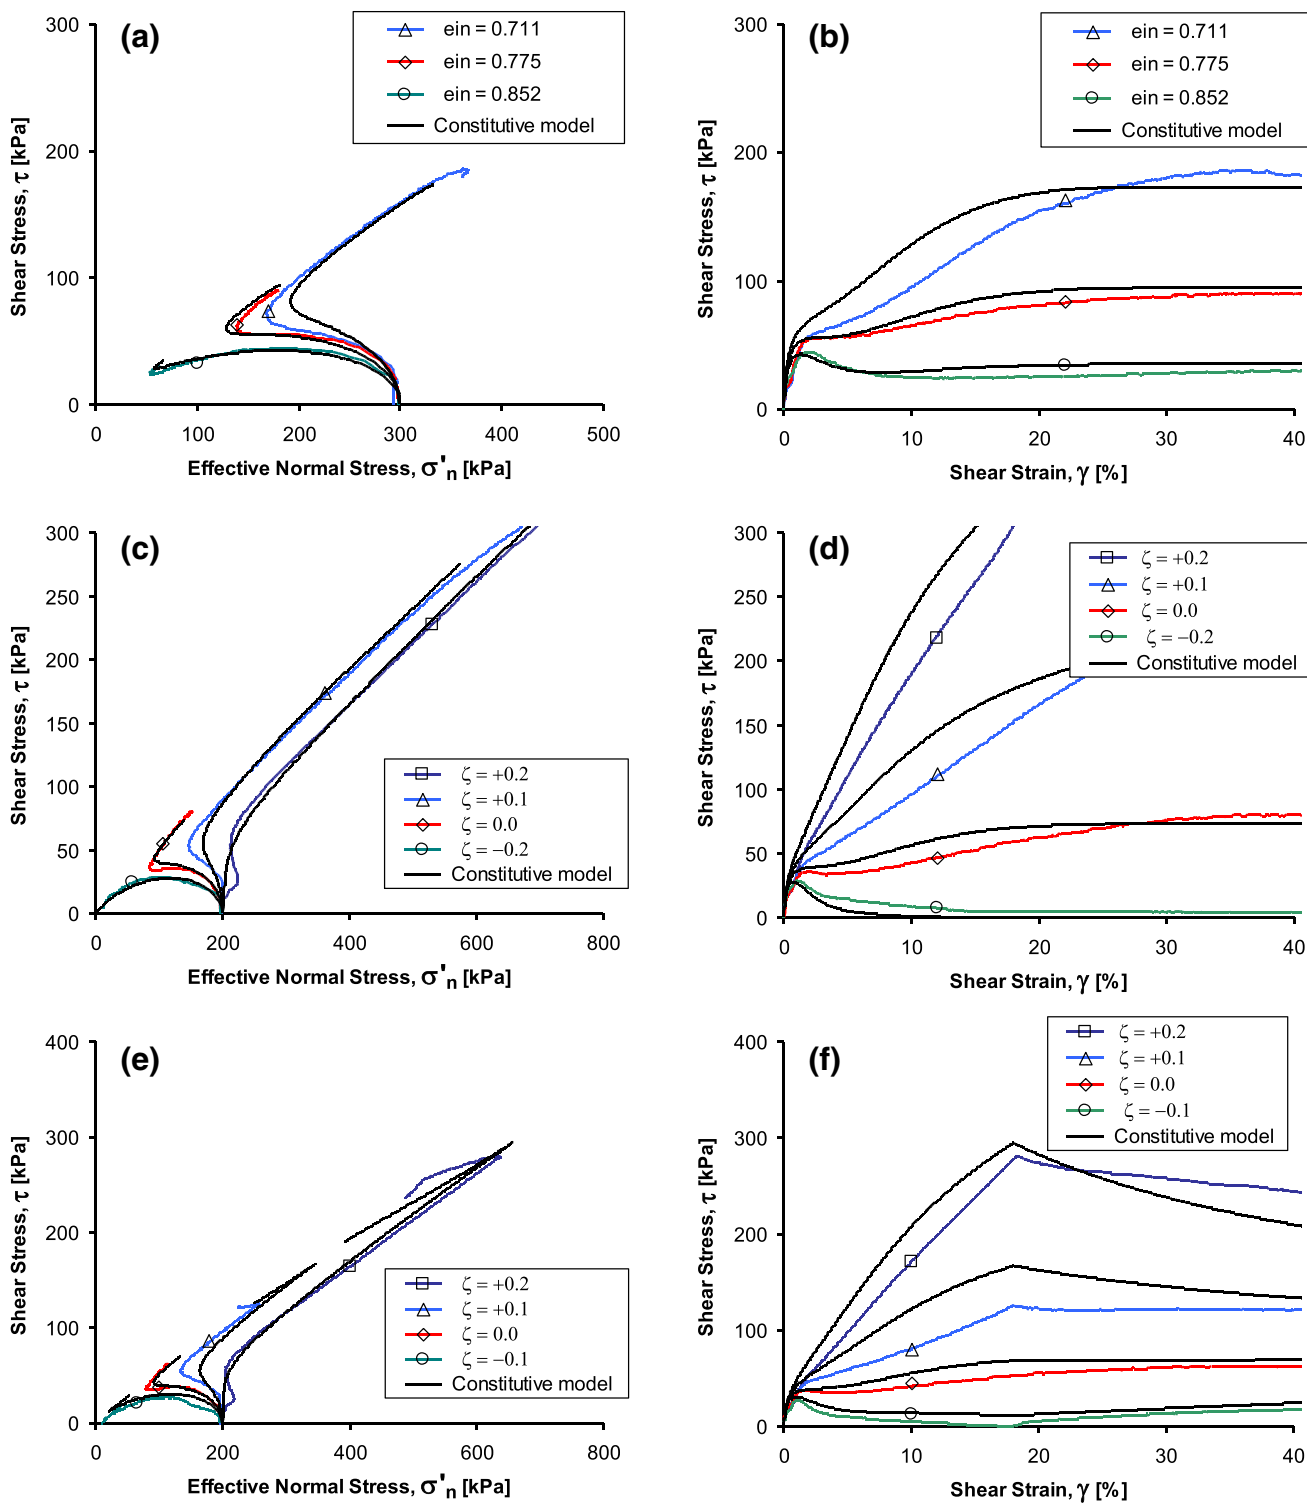 (a)
300
200
100
0
0
100
200
300
400
500
Shear Stress, τ [kPa]
Effective Normal Stress, σ'n [kPa]
ein = 0.711
ein = 0.775
ein = 0.852
Constitutive model
(b)
300
200
100
0
0
10
20
30
40
Shear Stress, τ [kPa]
Shear Strain, γ [%]
ein = 0.711
ein = 0.775
ein = 0.852
Constitutive model
(c)
300
250
200
150
100
50
0
0
200
400
600
800
Shear Stress, τ [kPa]
Effective Normal Stress, σ'n [kPa]
ζ = +0.2
ζ = +0.1
ζ = 0.0
ζ = −0.2
Constitutive model
(d)
300
250
200
150
100
50
0
0
10
20
30
40
Shear Stress, τ [kPa]
Shear Strain, γ [%]
ζ = +0.2
ζ = +0.1
ζ = 0.0
ζ = −0.2
Constitutive model
(e)
400
300
200
100
0
0
200
400
600
800
Shear Stress, τ [kPa]
Effective Normal Stress, σ'n [kPa]
ζ = +0.2
ζ = +0.1
ζ = 0.0
ζ = −0.1
Constitutive model
(f)
400
300
200
100
0
0
10
20
30
40
Shear Stress, τ [kPa]
Shear Strain, γ [%]
ζ = +0.2
ζ = +0.1
ζ = 0.0
ζ = −0.1
Constitutive model